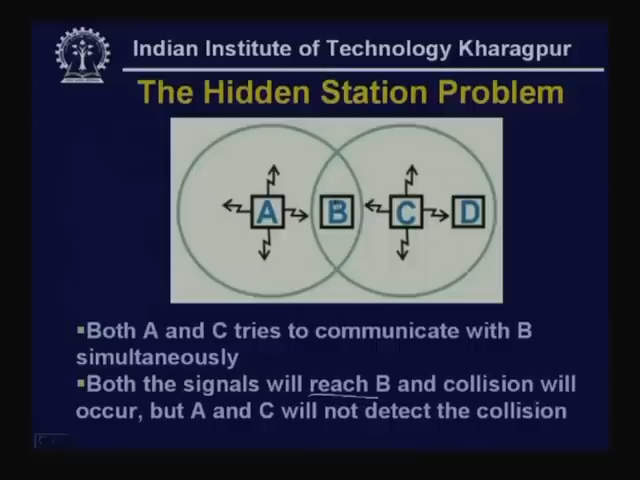 Indian Institute of Technology Kharagpur
The Hidden Station Problem
A B C D
▪Both A and C tries to communicate with B
simultaneously
▪Both the signals will reach B and collision will
occur, but A and C will not detect the collision